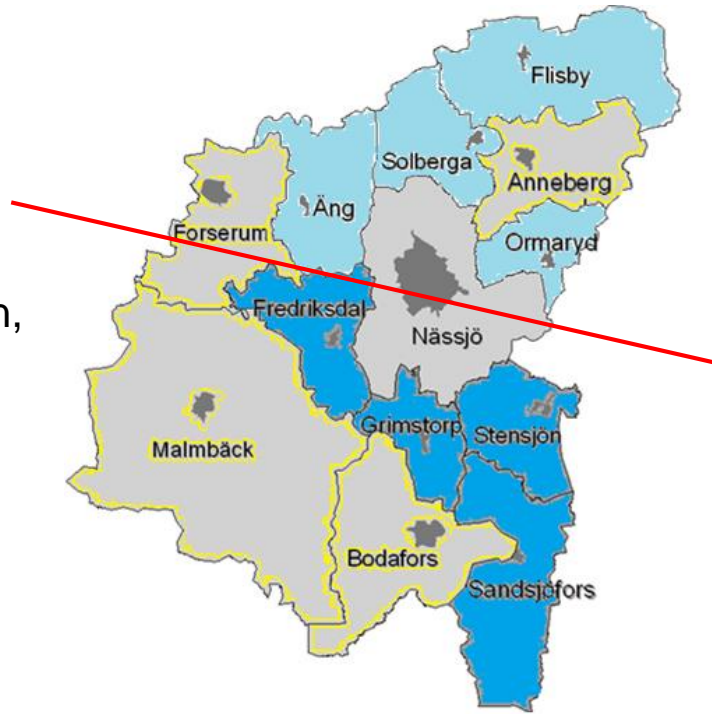 Flisby
Solberga
Anneberg
Äng
Forserum
Ormaryd
n,
Fredriksdal
Nässjö
Grimstorp
Stensjön
Malmbäck
Bodafors
Sandsjöfors